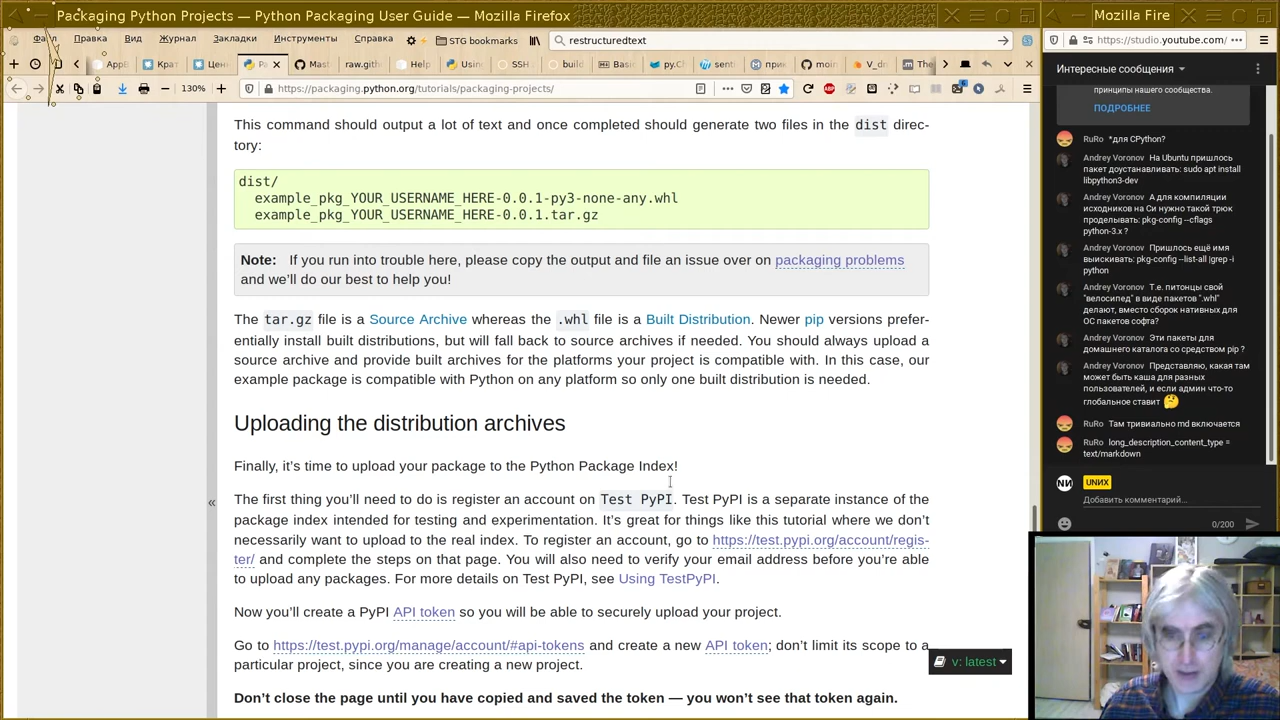 Packaging Python Projects — Python Packaging User Guide — Mozilla Firefox
Файл Правка Вид Журнал Закладки Инструменты Справка STG bookmarks restructuredtext
Крат Цен Pa Mast raw.githu Help Using SSH build Basic py.Ch sent moin V_dr The
130% https://packaging.python.org/tutorials/packaging-projects/
This command should output a lot of text and once completed should generate two files in the dist direc-
tory:
dist/
example_pkg_YOUR_USERNAME_HERE-0.0.1-py3-none-any.whl
example_pkg_YOUR_USERNAME_HERE-0.0.1.tar.gz
Note: If you run into trouble here, please copy the output and file an issue over on packaging problems
and we’ll do our best to help you!
The tar.gz file is a Source Archive whereas the .whl file is a Built Distribution. Newer pip versions prefer-
entially install built distributions, but will fall back to source archives if needed. You should always upload a
source archive and provide built archives for the platforms your project is compatible with. In this case, our
example package is compatible with Python on any platform so only one built distribution is needed.
Uploading the distribution archives
Finally, it’s time to upload your package to the Python Package Index!
The first thing you’ll need to do is register an account on Test PyPI. Test PyPI is a separate instance of the
package index intended for testing and experimentation. It’s great for things like this tutorial where we don’t
necessarily want to upload to the real index. To register an account, go to https://test.pypi.org/account/regis-
ter/ and complete the steps on that page. You will also need to verify your email address before you’re able
to upload any packages. For more details on Test PyPI, see Using TestPyPI.
Now you’ll create a PyPI API token so you will be able to securely upload your project.
Go to https://test.pypi.org/manage/account/#api-tokens and create a new API token; don’t limit its scope to a
particular project, since you are creating a new project.
Don’t close the page until you have copied and saved the token — you won’t see that token again.
«
v: latest
Mozilla Fire
https://studio.youtube.com/
Интересные сообщения
принципы нашего сообщества.
ПОДРОБНЕЕ
RuRo *для CPython?
Andrey Voronov На Ubuntu пришлось
пакет доустанавливать: sudo apt install
libpython3-dev
Andrey Voronov А для компиляции
исходников на Си нужно такой трюк
проделывать: pkg-config --cflags
python-3.x ?
Andrey Voronov Пришлось ещё имя
выискивать: pkg-config --list-all |grep -i
python
Andrey Voronov Т.е. питонцы свой
"велосипед" в виде пакетов ".whl"
делают, вместо сборок нативных для
ОС пакетов софта?
Andrey Voronov Эти пакеты для
домашнего каталога со средством pip ?
Andrey Voronov Представляю, какая там
может быть каша для разных
пользователей, и если админ что-то
глобальное ставит
RuRo Там тривиально md включается
RuRo long_description_content_type =
text/markdown
UNИX
Добавить комментарий...
0/200